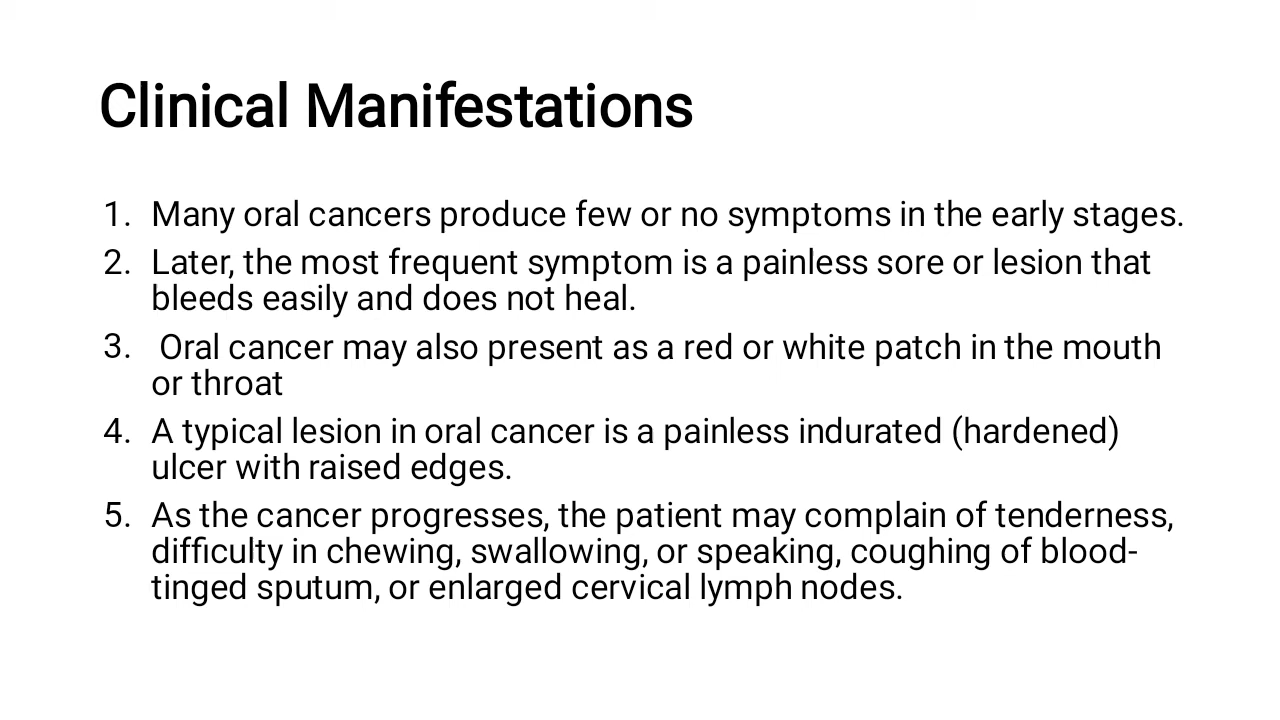 Clinical Manifestations
1. Many oral cancers produce few or no symptoms in the early stages.
2. Later, the most frequent symptom is a painless sore or lesion that
bleeds easily and does not heal.
3. Oral cancer may also present as a red or white patch in the mouth
or throat
4. A typical lesion in oral cancer is a painless indurated (hardened)
ulcer with raised edges.
5. As the cancer progresses, the patient may complain of tenderness,
difficulty in chewing, swallowing, or speaking, coughing of blood-
tinged sputum, or enlarged cervical lymph nodes.